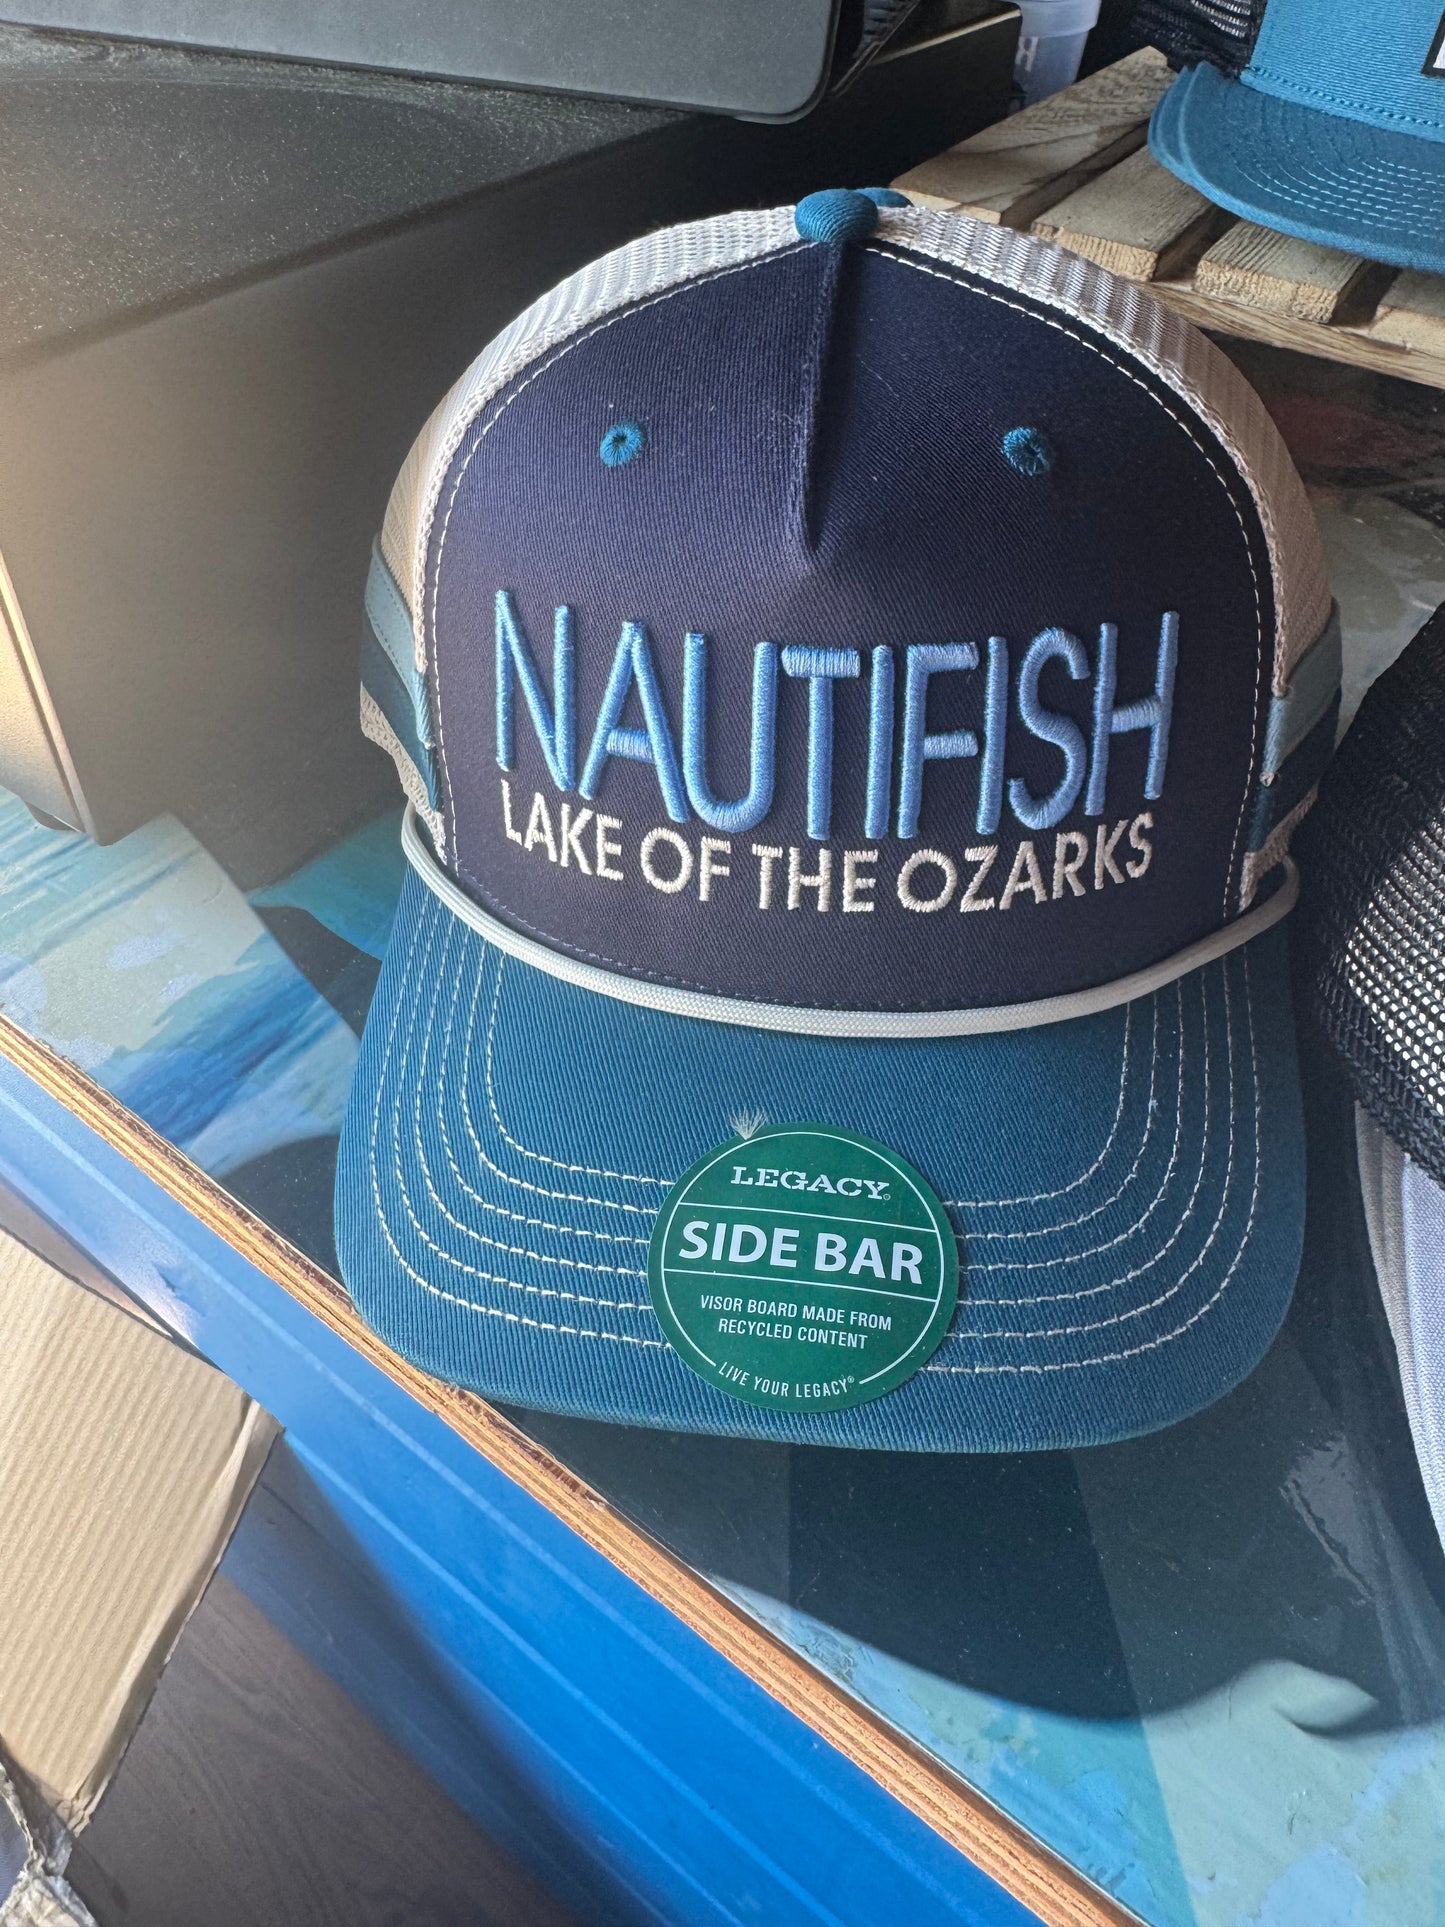 NAUTIFISH
LAKE OF THE OZARKS
LEGACY®
SIDE BAR
VISOR BOARD MADE FROM
RECYCLED CONTENT
LIVE YOUR LEGACY®